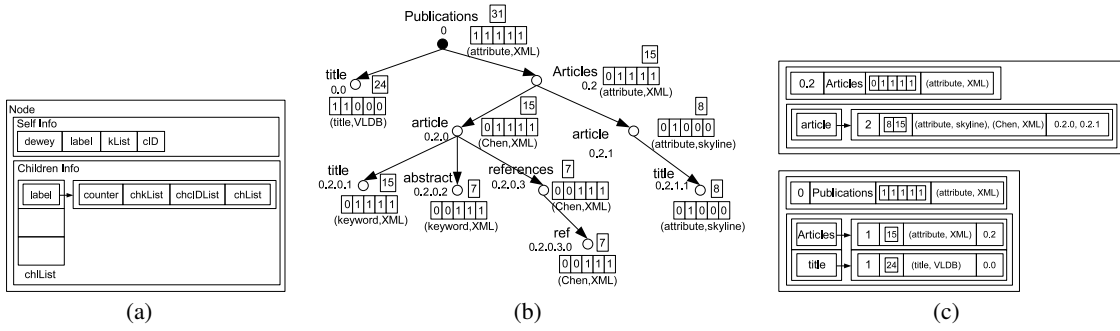 Node
Self Info
dewey label kList cID
Children Info
label counter chkList chcIDList chList
chlList
(a)
Publications 31
0 1 1 1 1 1
(attribute,XML)
title 24
0.0
1 1 0 0 0
(title,VLDB)
15
Articles 0 1 1 1 1
0.2 (attribute,XML)
15
article 0 1 1 1 1
0.2.0 (Chen,XML)
8
article 0 1 0 0 0
0.2.1 (attribute,skyline)
title 15
0.2.0.1
0 1 1 1 1
(keyword,XML)
abstract 7
0.2.0.2
0 0 1 1 1
(keyword,XML)
references 7
0.2.0.3
0 0 1 1 1
(Chen,XML)
title 8
0.2.1.1
0 1 0 0 0
(attribute,skyline)
ref 7
0.2.0.3.0
0 0 1 1 1
(Chen,XML)
(b)
0.2 Articles 0 1 1 1 1 (attribute, XML)
article 2 8 15 (attribute, skyline), (Chen, XML) 0.2.0, 0.2.1
0 Publications 1 1 1 1 1 (attribute, XML)
Articles 1 15 (attribute, XML) 0.2
title 1 24 (title, VLDB) 0.0
(c)